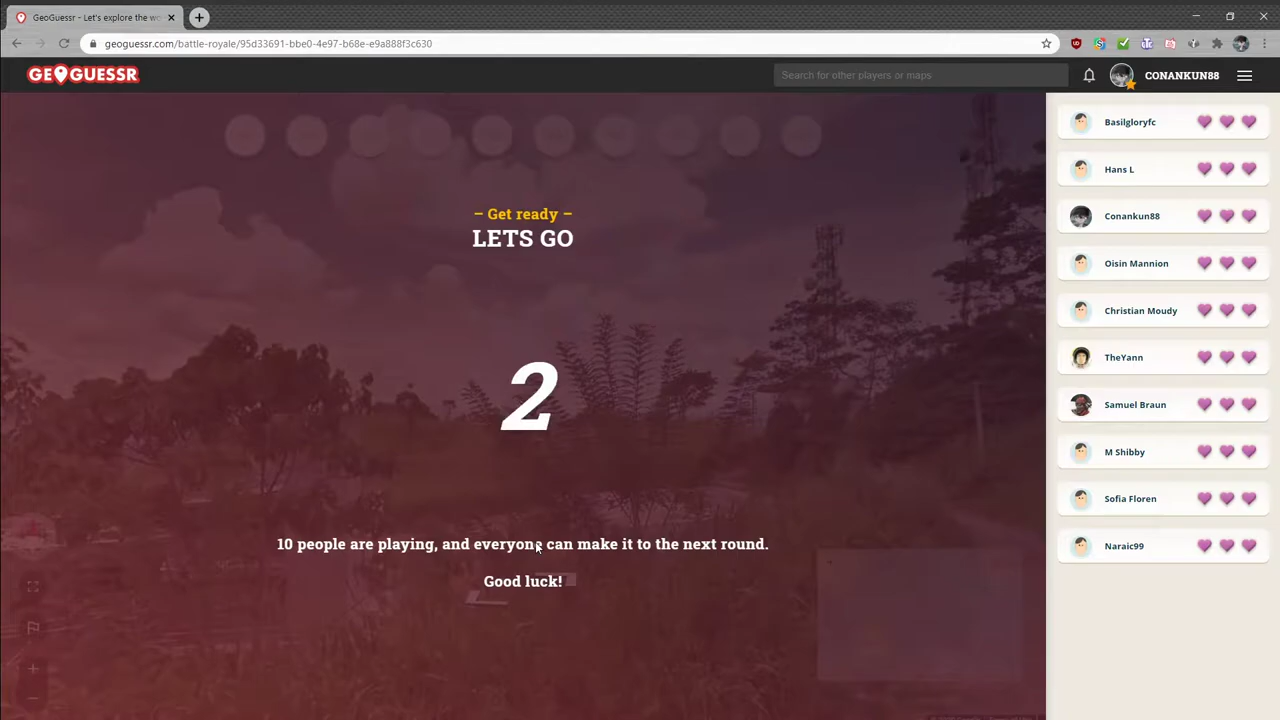 GeoGuessr - Let's explore the wo
geoguessr.com/battle-royale/95d33691-bbe0-4e97-b68e-e9a888f3c630
GEOGUESSR
Search for other players or maps
CONANKUN88
– Get ready –
LETS GO
2
10 people are playing, and everyone can make it to the next round.
Good luck!
Basilgloryfc
Hans L
Conankun88
Oisin Mannion
Christian Moudy
TheYann
Samuel Braun
M Shibby
Sofia Floren
Naraic99